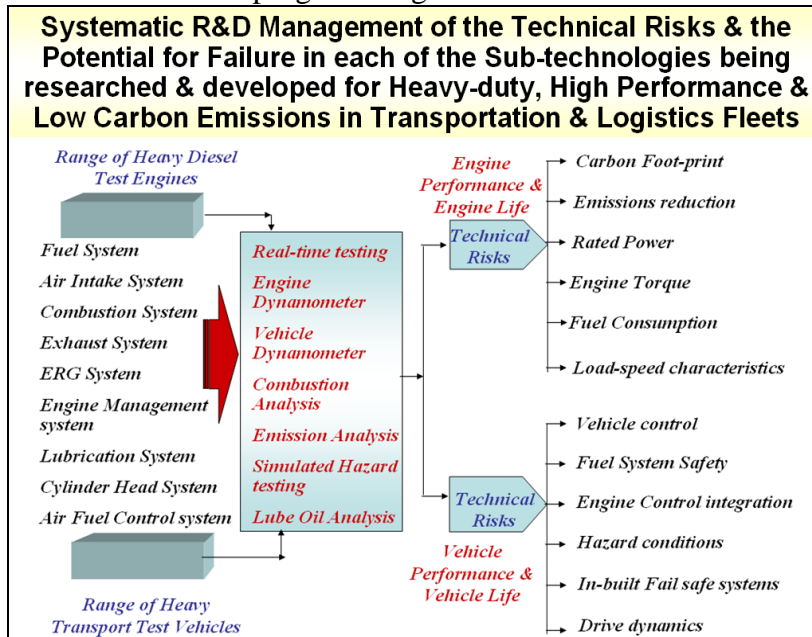 Systematic R&D Management of the Technical Risks & the
Potential for Failure in each of the Sub-technologies being
researched & developed for Heavy-duty, High Performance &
Low Carbon Emissions in Transportation & Logistics Fleets
Range of Heavy Diesel
Test Engines
Fuel System
Air Intake System
Combustion System
Exhaust System
ERG System
Engine Management
system
Lubrication System
Cylinder Head System
Air Fuel Control system
Range of Heavy
Transport Test Vehicles
Real-time testing
Engine
Dynamometer
Vehicle
Dynamometer
Combustion
Analysis
Emission Analysis
Simulated Hazard
testing
Lube Oil Analysis
Engine
Performance &
Engine Life
Technical
Risks
Carbon Foot-print
Emissions reduction
Rated Power
Engine Torque
Fuel Consumption
Load-speed characteristics
Technical
Risks
Vehicle
Performance &
Vehicle Life
Vehicle control
Fuel System Safety
Engine Control integration
Hazard conditions
In-built Fail safe systems
Drive dynamics